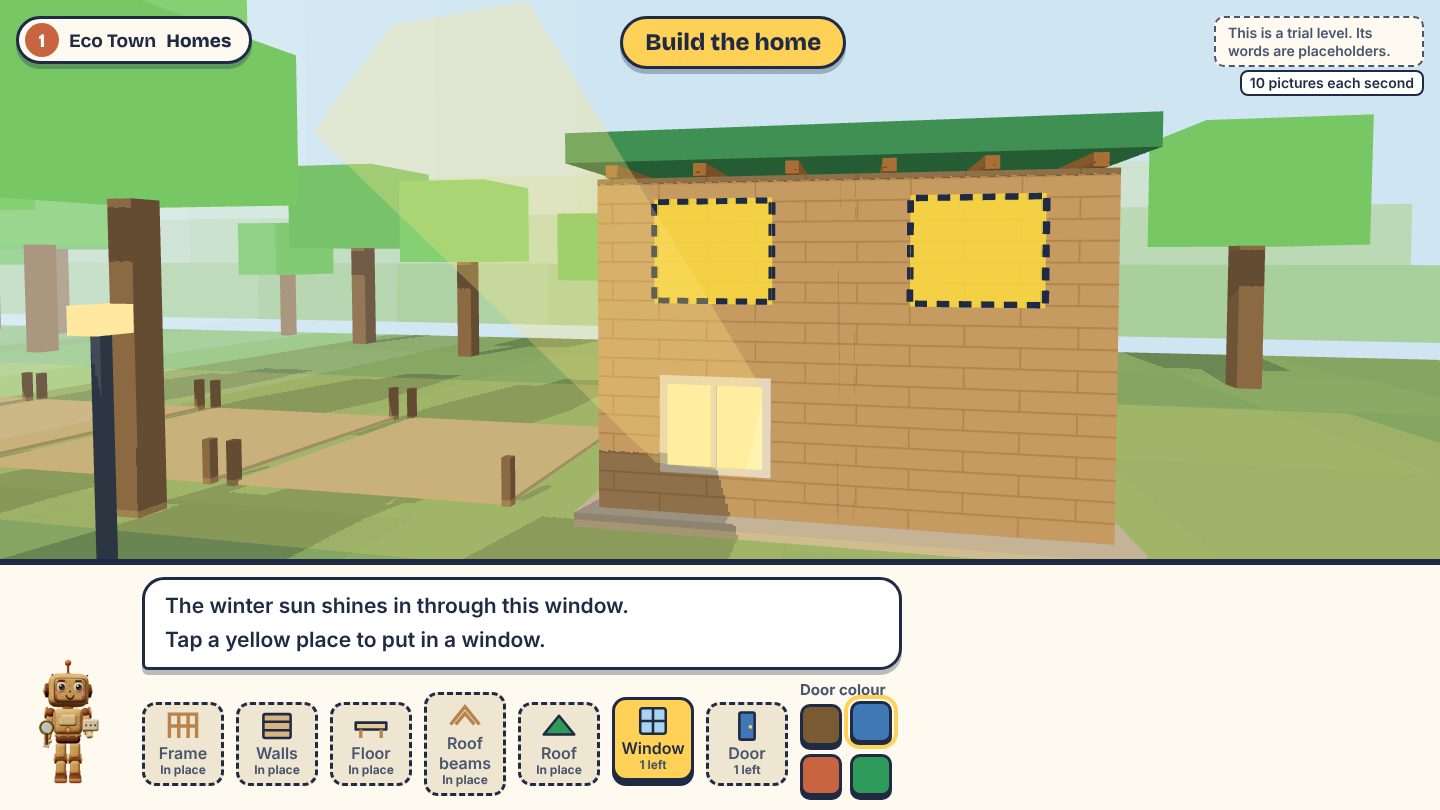 1 Eco Town Homes
Build the home
This is a trial level. Its
words are placeholders.
10 pictures each second
The winter sun shines in through this window.
Tap a yellow place to put in a window.
Door colour
Frame
In place
Walls
In place
Floor
In place
Roof
beams
In place
Roof
In place
Window
1 left
Door
1 left